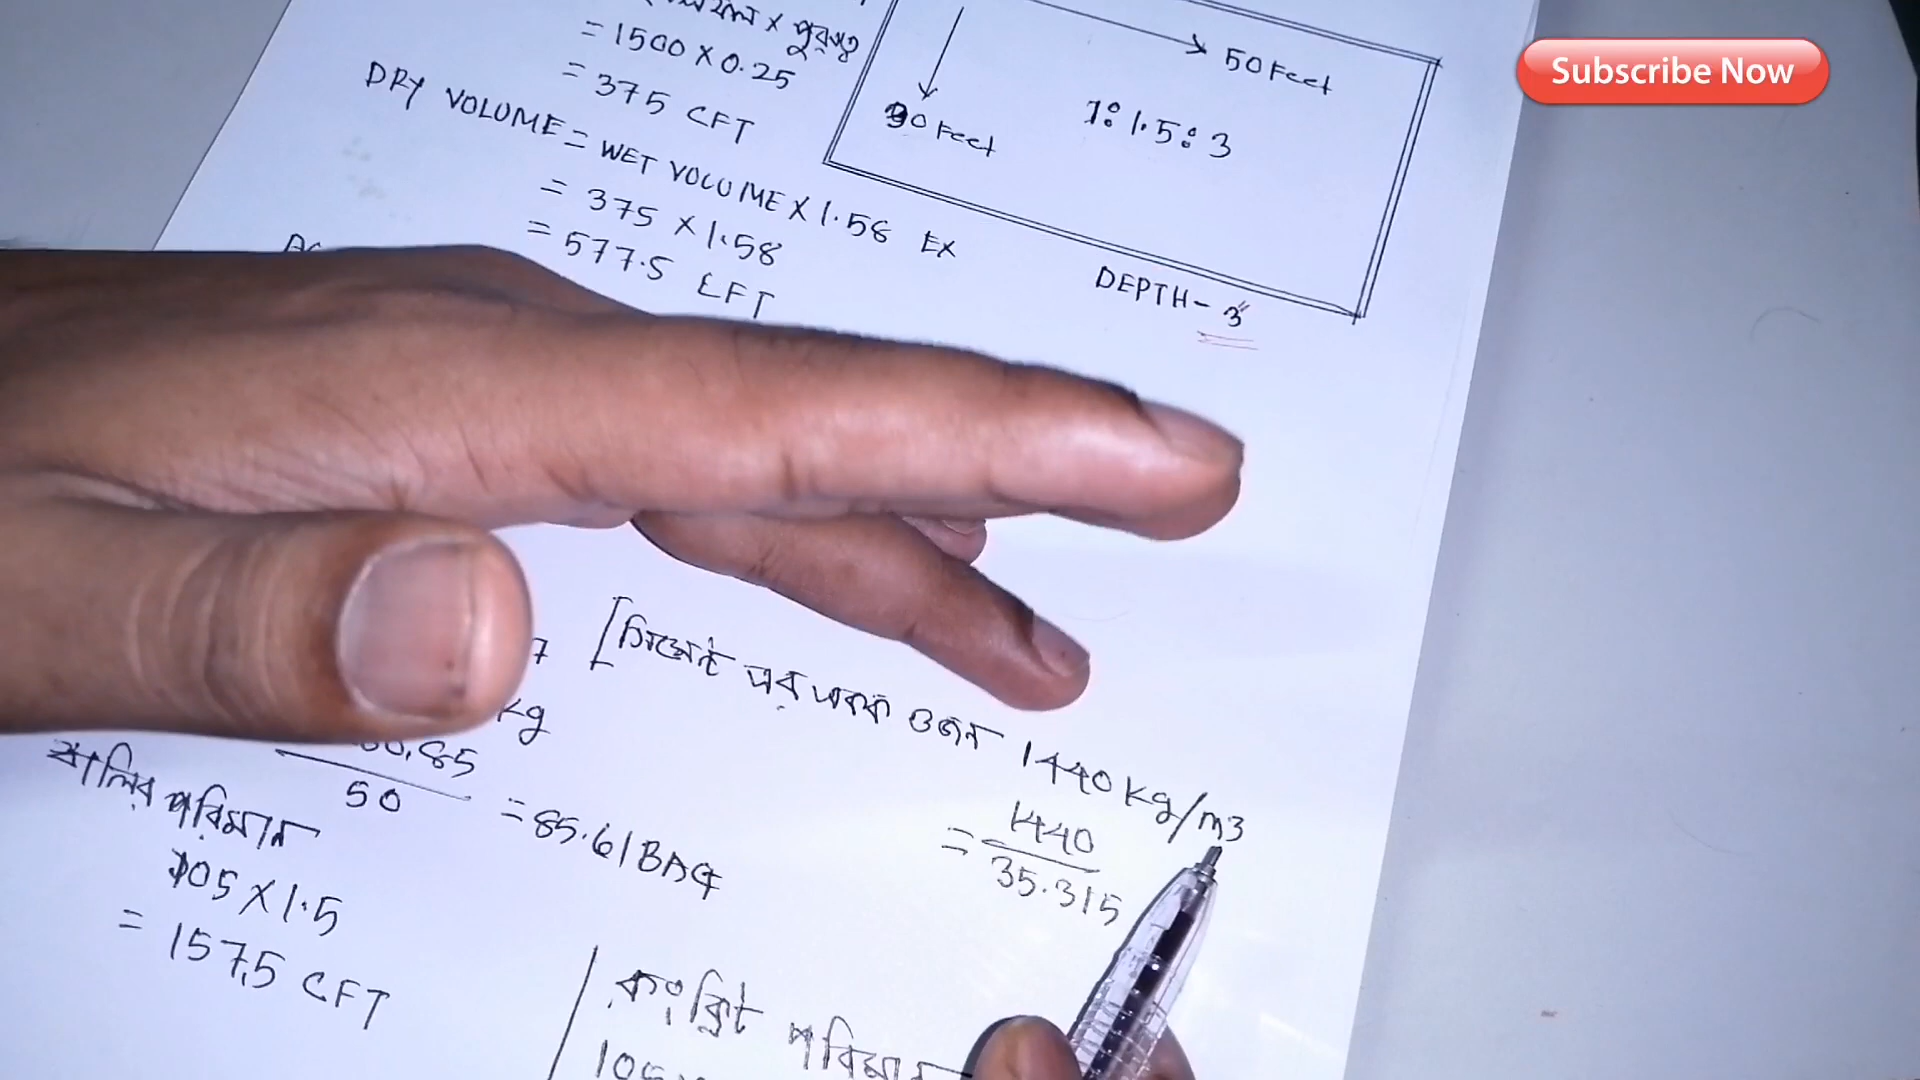 × পুরুত্ব
= 1500 × 0.25
= 375 CFT
DRY VOLUME = WET VOLUME × 1.58 EX
= 375 × 1.58
= 577.5 CFT
50 Feet
30 Feet
1:1.5:3
DEPTH - 3"
Subscribe Now
[সিমেন্ট এর একক ওজন 1440 kg/m3
= 1440
35.315
kg
.85
50
= 85.61 BAG
বালির পরিমান
105 × 1.5
= 157.5 CFT
কংক্রিট পরিমান